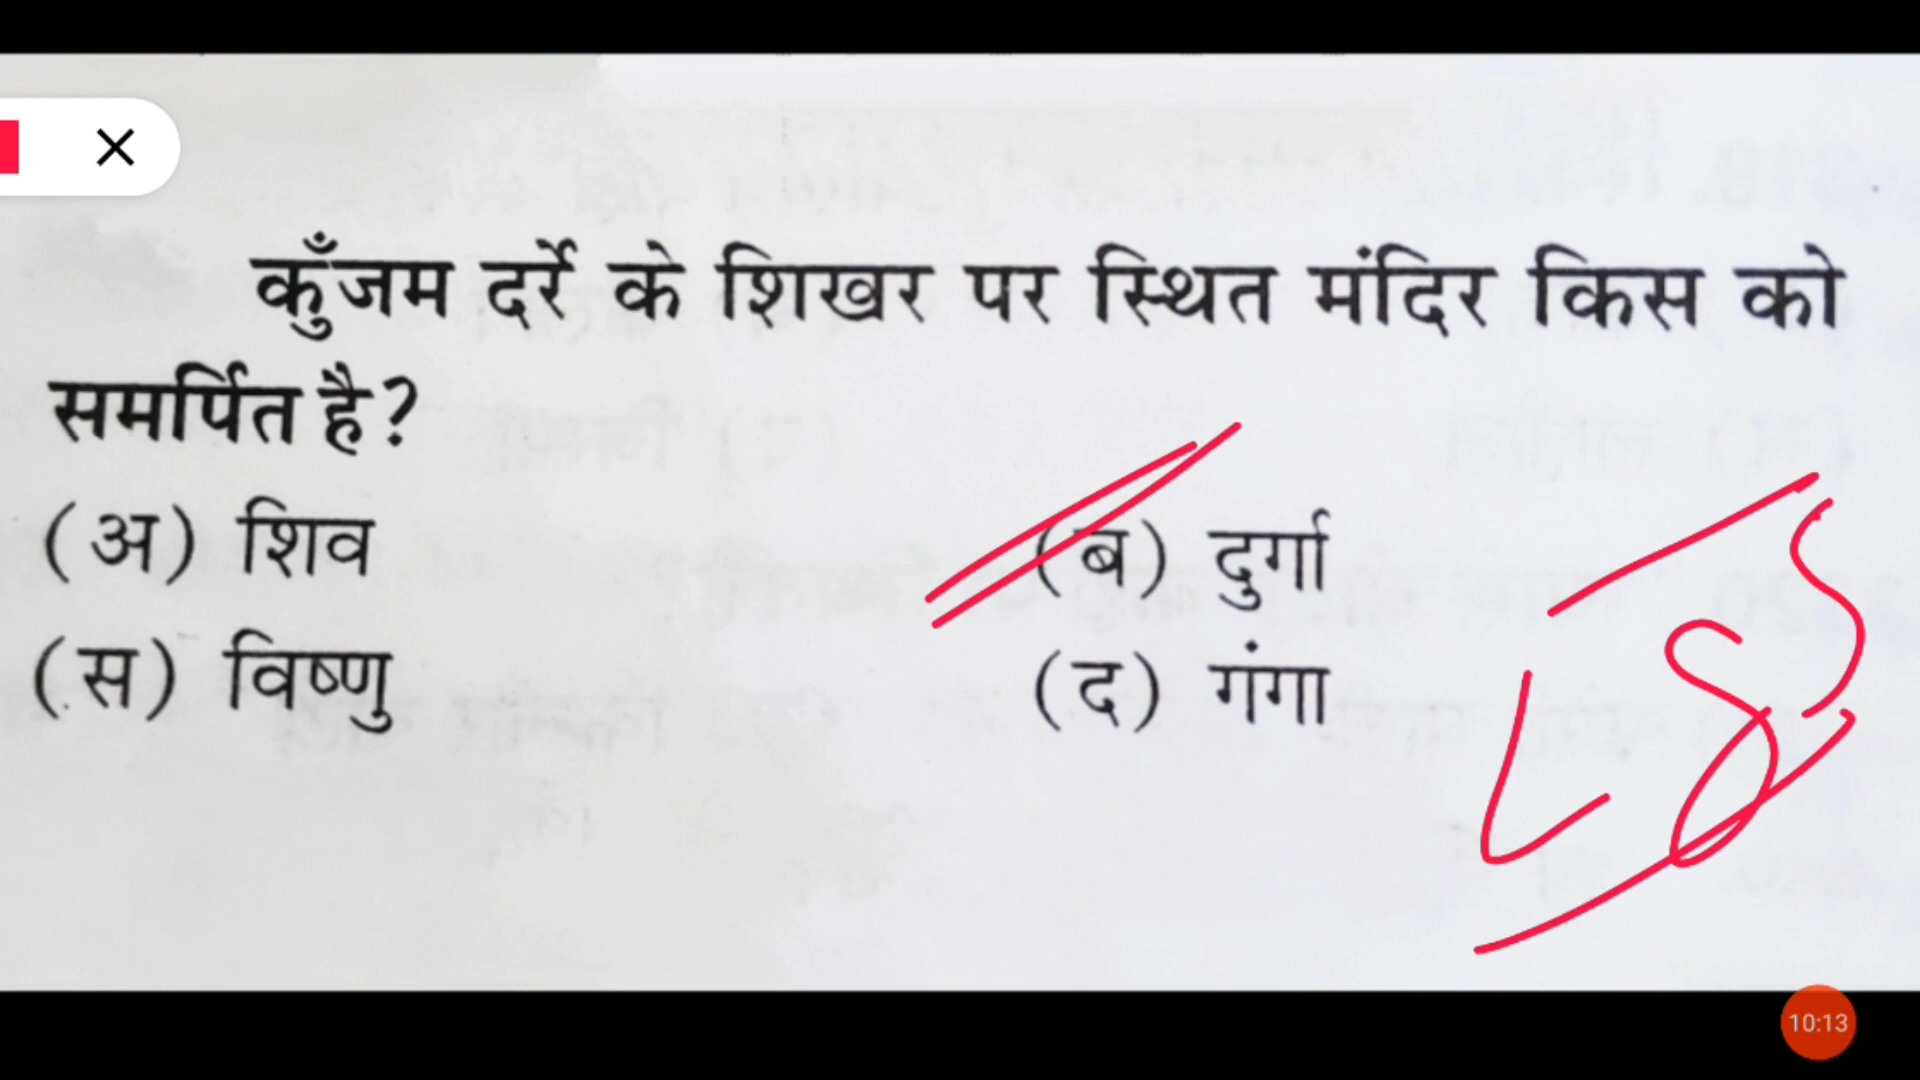 कुँजम दर्रे के शिखर पर स्थित मंदिर किस को
समर्पित है?
(अ) शिव
(ब) दुर्गा
(स) विष्णु
(द) गंगा
10:13